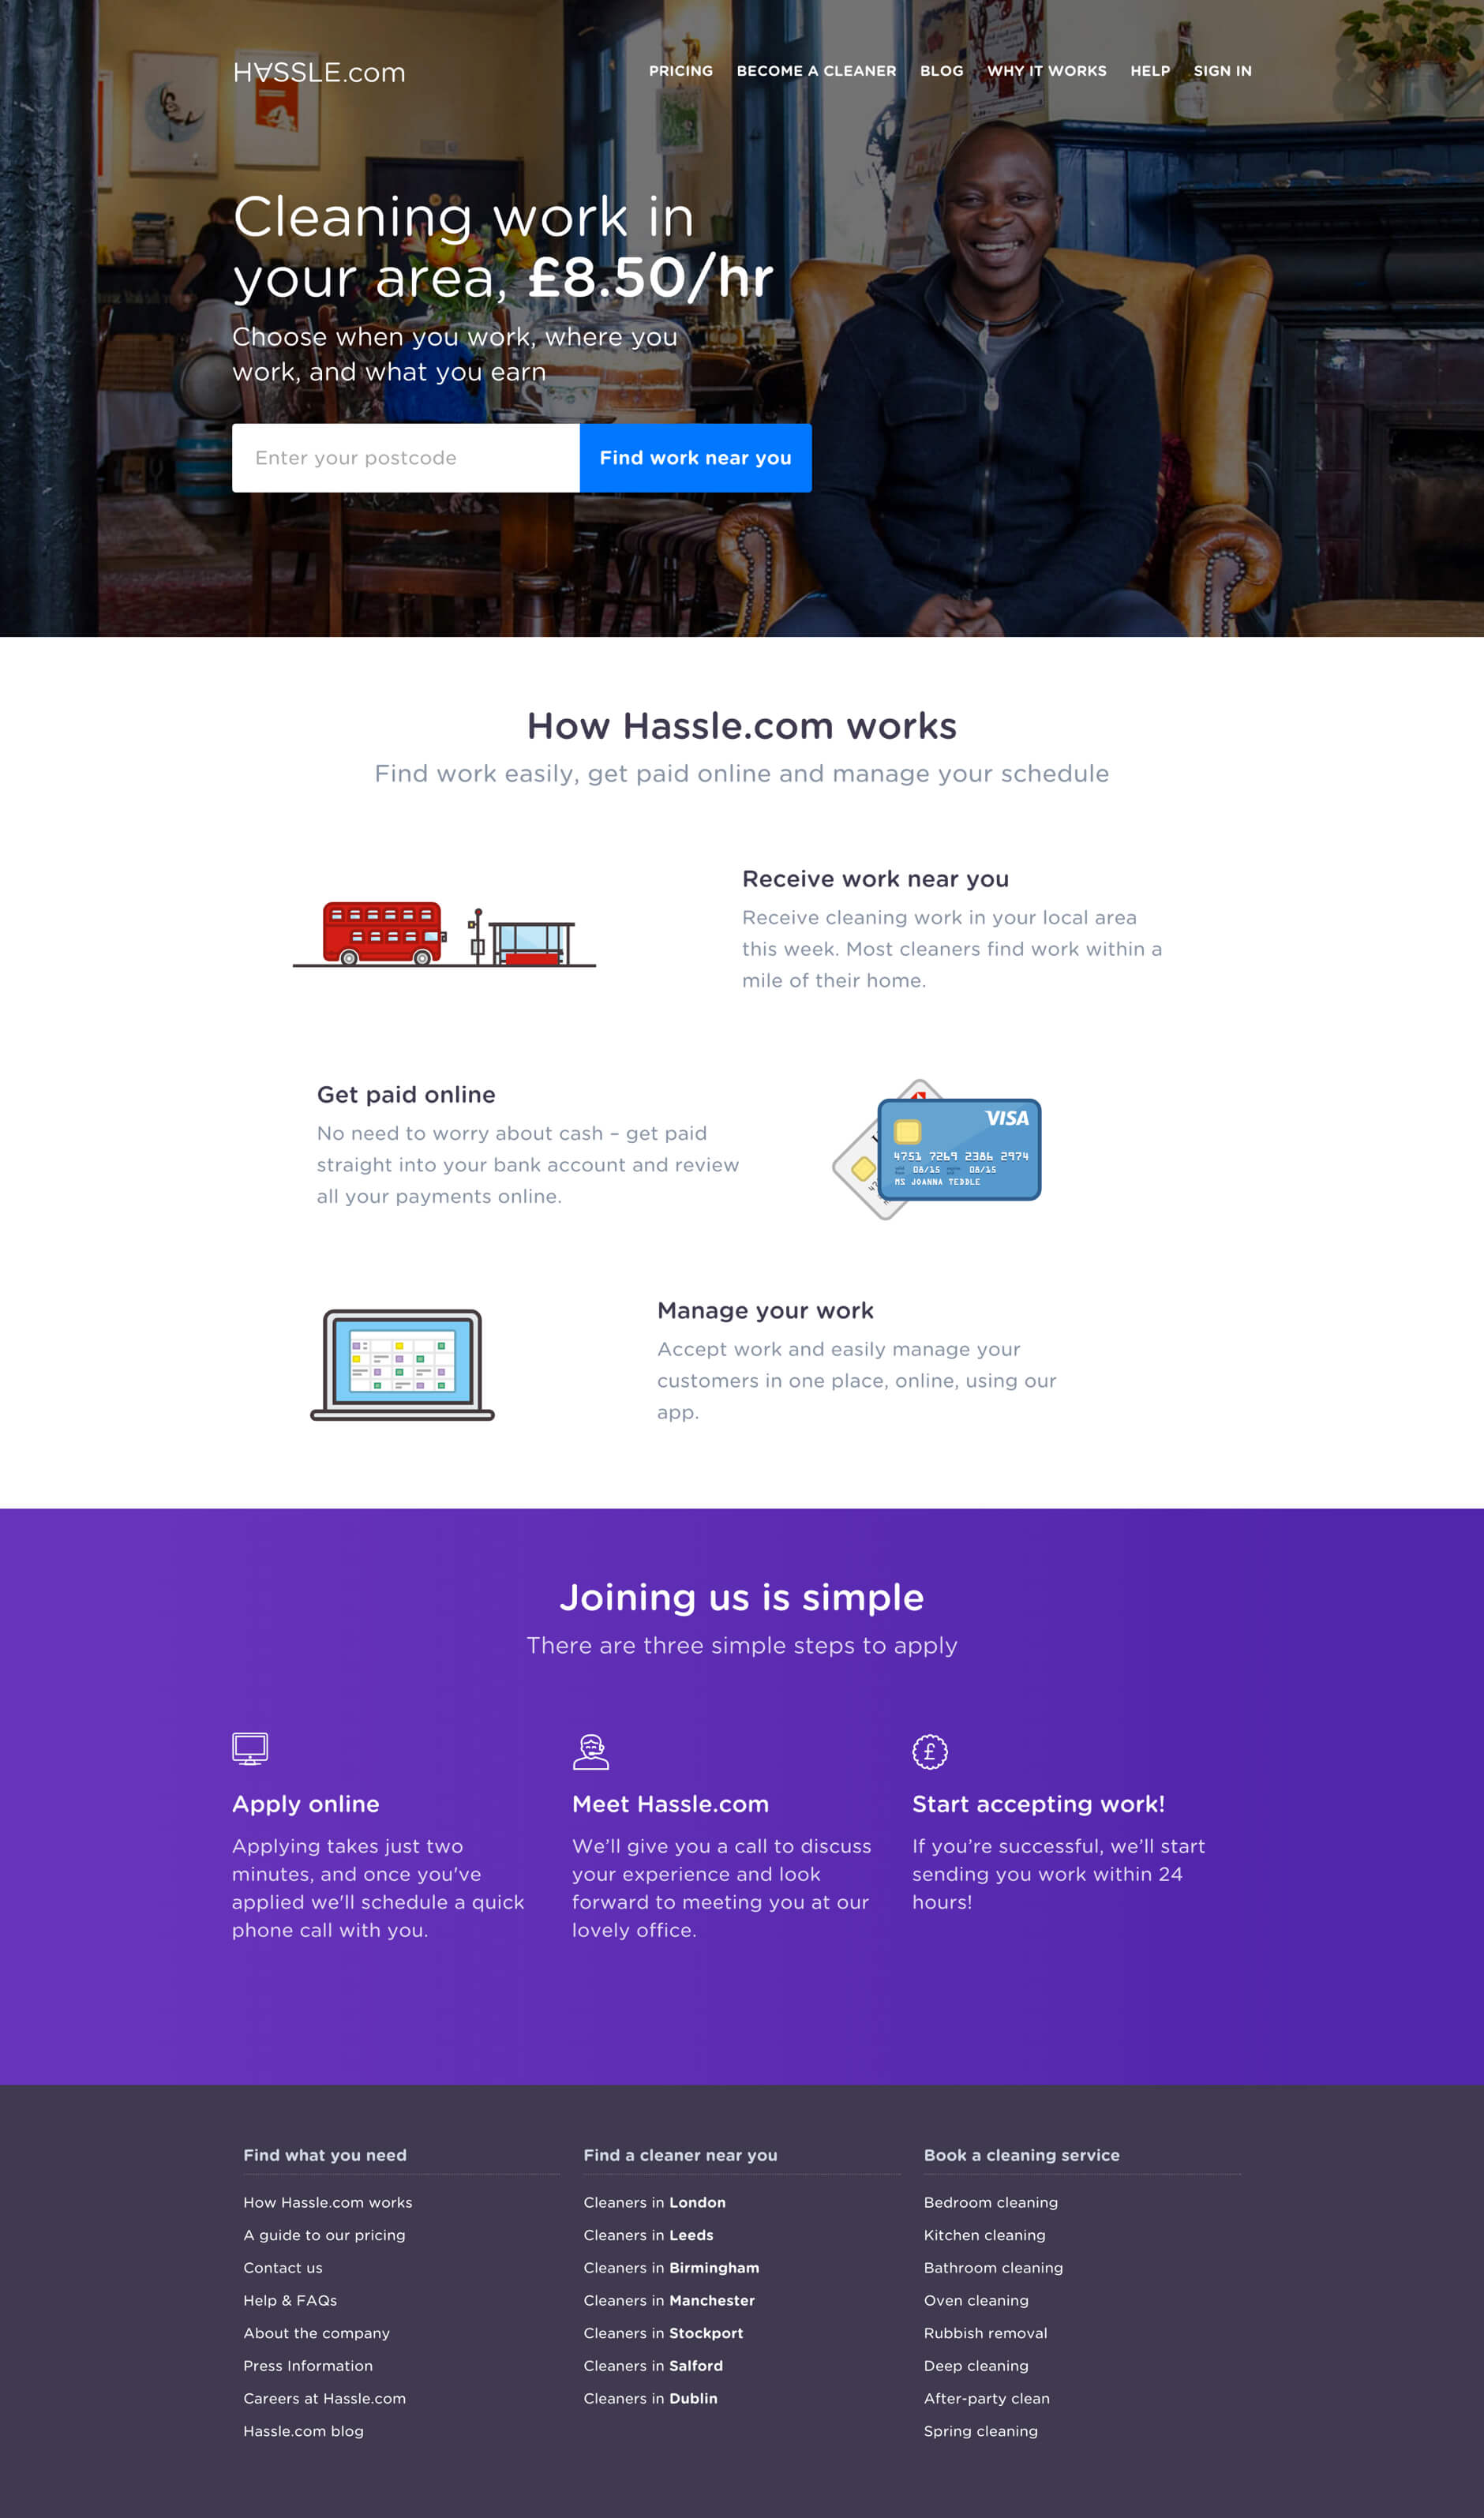 HⱯSSLE.com
PRICING BECOME A CLEANER BLOG WHY IT WORKS HELP SIGN IN
Cleaning work in
your area, £8.50/hr
Choose when you work, where you
work, and what you earn
Enter your postcode
Find work near you
How Hassle.com works
Find work easily, get paid online and manage your schedule
Receive work near you
Receive cleaning work in your local area
this week. Most cleaners find work within a
mile of their home.
Get paid online
No need to worry about cash – get paid
straight into your bank account and review
all your payments online.
VISA
4751 7269 2386 2974
08/15 08/15
MS JOANNA TEDDLE
Manage your work
Accept work and easily manage your
customers in one place, online, using our
app.
Joining us is simple
There are three simple steps to apply
£
Apply online
Applying takes just two
minutes, and once you've
applied we'll schedule a quick
phone call with you.
Meet Hassle.com
We’ll give you a call to discuss
your experience and look
forward to meeting you at our
lovely office.
Start accepting work!
If you’re successful, we’ll start
sending you work within 24
hours!
Find what you need
How Hassle.com works
A guide to our pricing
Contact us
Help & FAQs
About the company
Press Information
Careers at Hassle.com
Hassle.com blog
Find a cleaner near you
Cleaners in London
Cleaners in Leeds
Cleaners in Birmingham
Cleaners in Manchester
Cleaners in Stockport
Cleaners in Salford
Cleaners in Dublin
Book a cleaning service
Bedroom cleaning
Kitchen cleaning
Bathroom cleaning
Oven cleaning
Rubbish removal
Deep cleaning
After-party clean
Spring cleaning